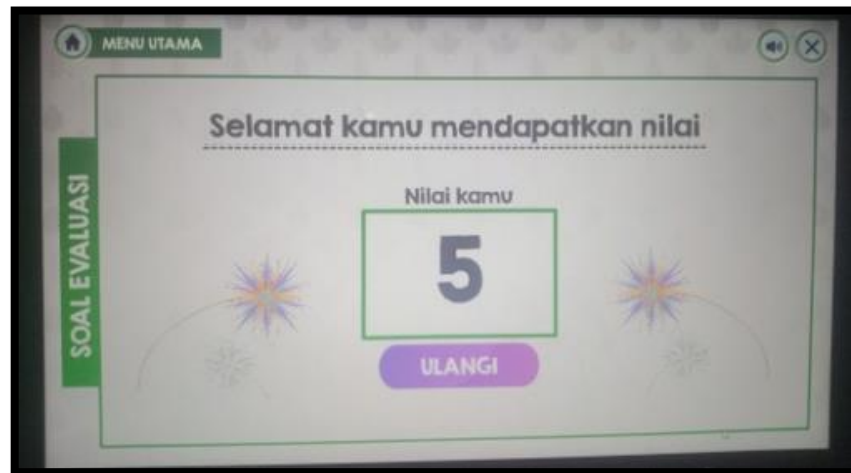 MENU UTAMA
Selamat kamu mendapatkan nilai
SOAL EVALUASI
Nilai kamu
5
ULANGI